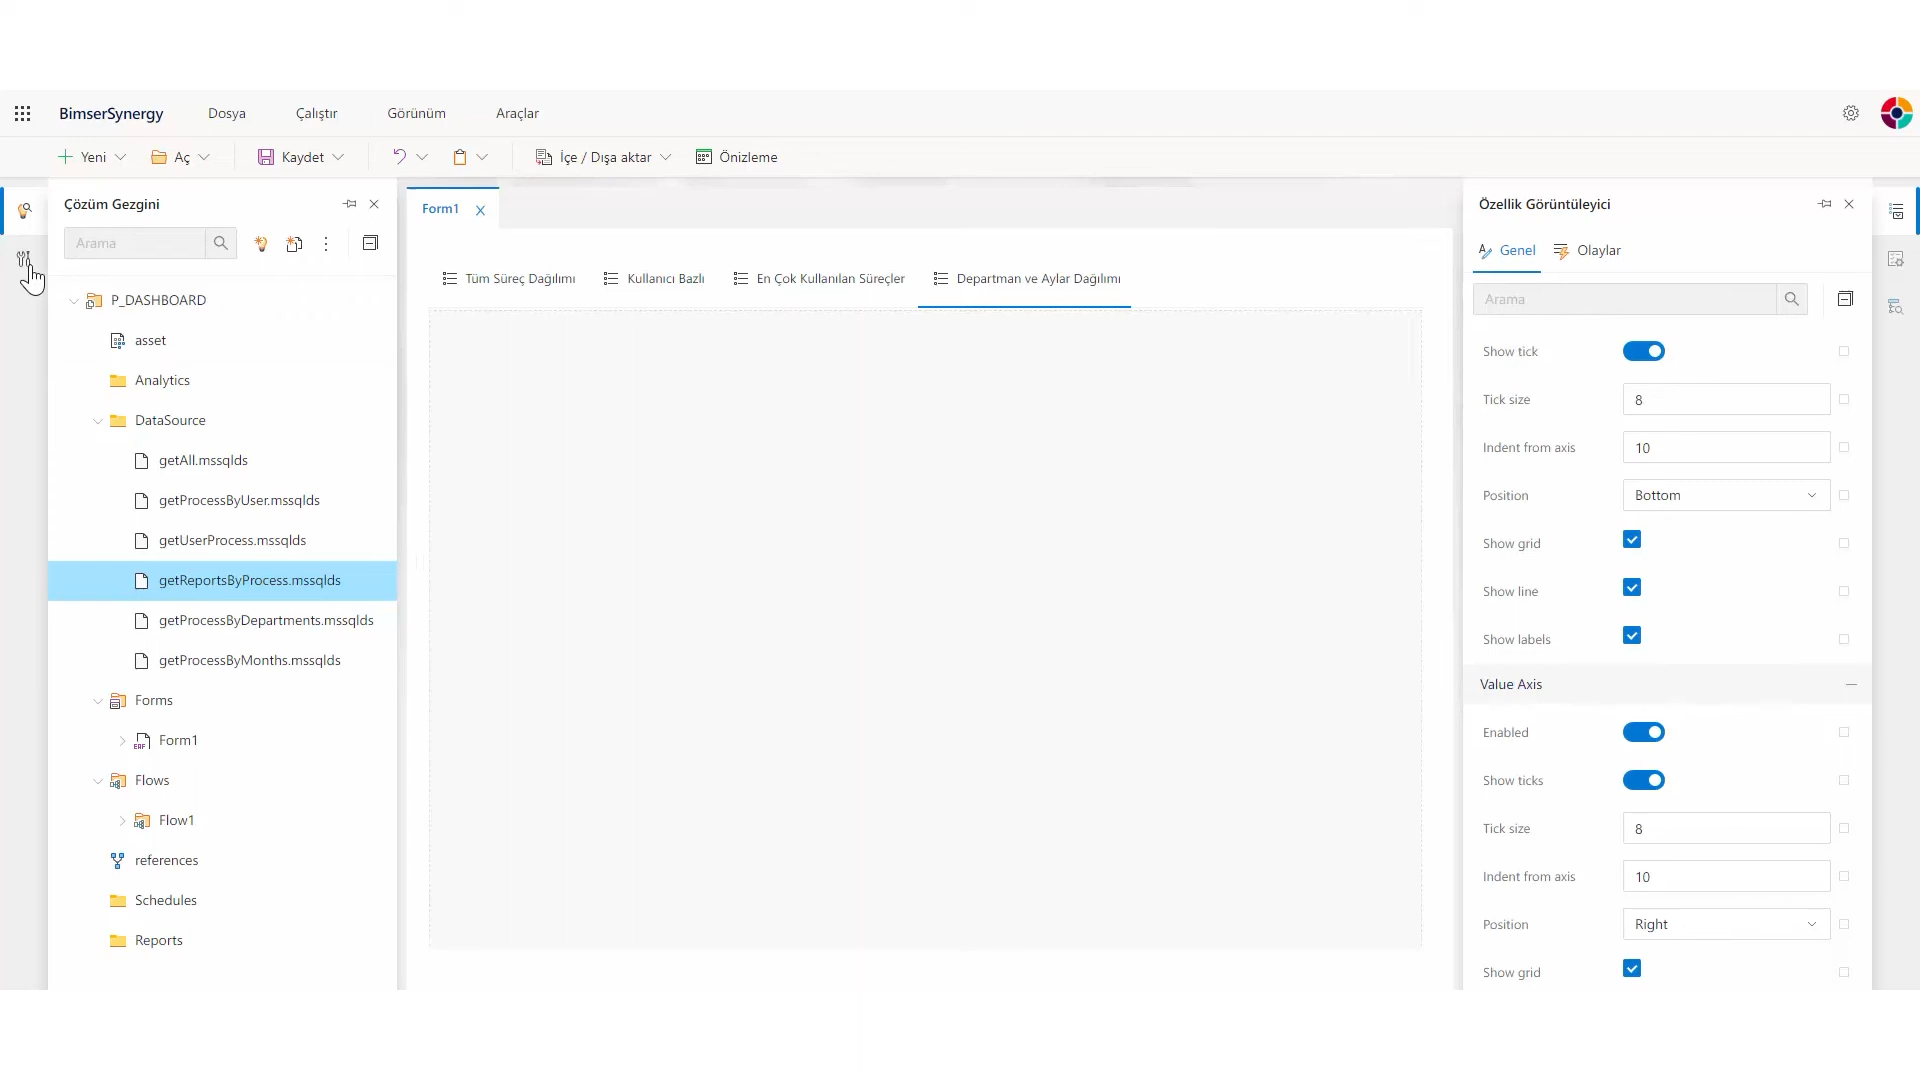 BimserSynergy Dosya Çalıştır Görünüm Araçlar
Yeni Aç Kaydet İçe / Dışa aktar Önizleme
Çözüm Gezgini
Arama
P_DASHBOARD
asset
Analytics
DataSource
getAll.mssqlds
getProcessByUser.mssqlds
getUserProcess.mssqlds
getReportsByProcess.mssqlds
getProcessByDepartments.mssqlds
getProcessByMonths.mssqlds
Forms
Form1
Flows
Flow1
references
Schedules
Reports
Form1
Tüm Süreç Dağılımı Kullanıcı Bazlı En Çok Kullanılan Süreçler Departman ve Aylar Dağılımı
Özellik Görüntüleyici
Genel Olaylar
Arama
Show tick
Tick size 8
Indent from axis 10
Position Bottom
Show grid
Show line
Show labels
Value Axis
Enabled
Show ticks
Tick size 8
Indent from axis 10
Position Right
Show grid